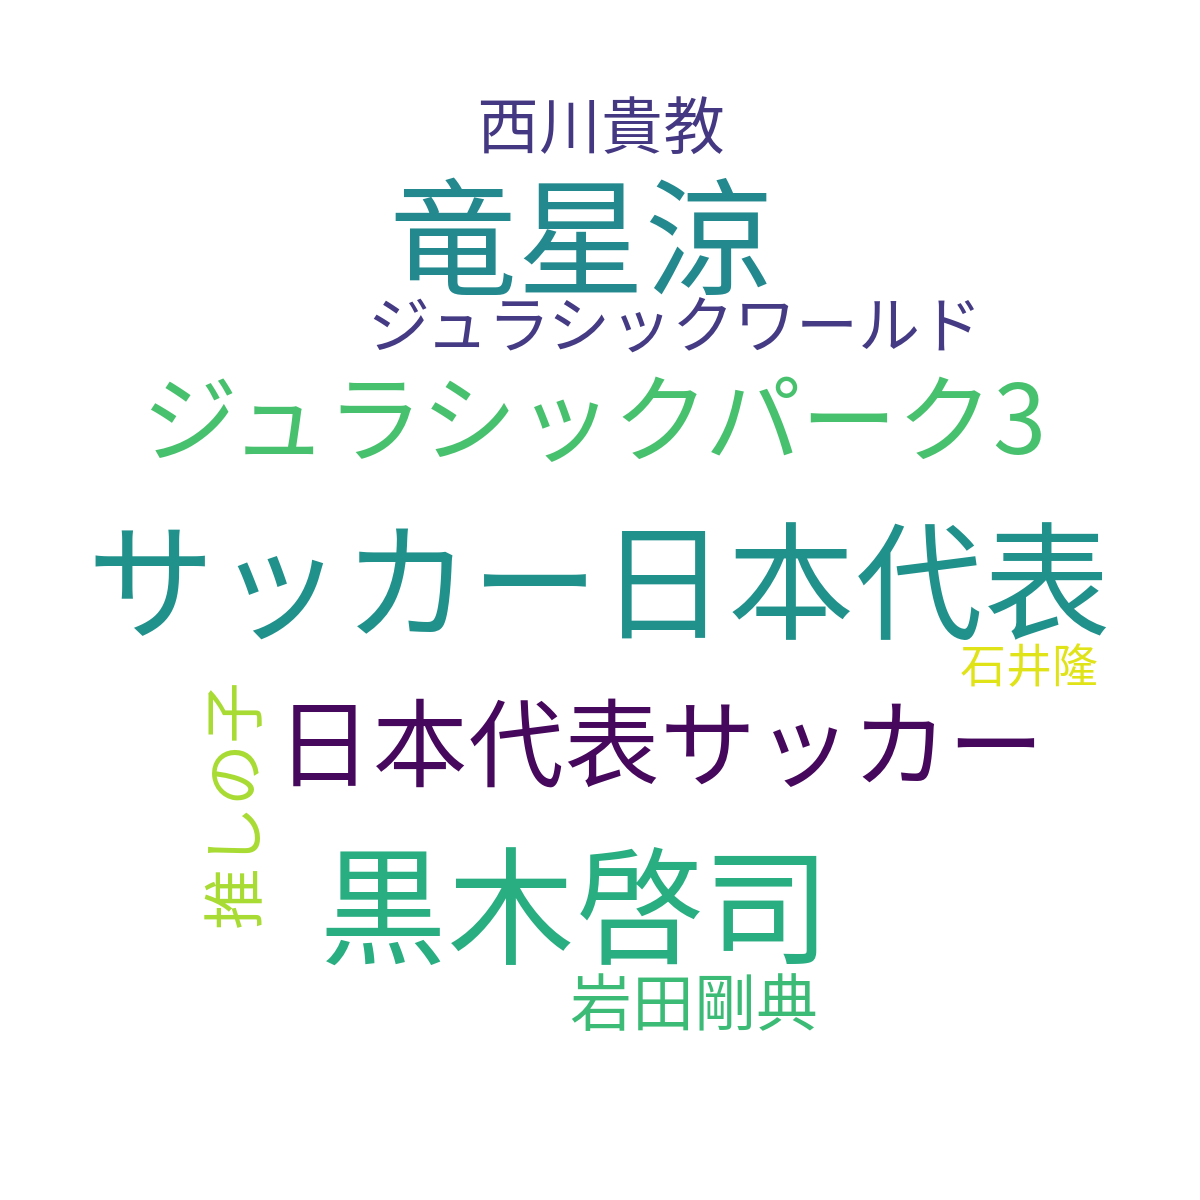 西川貴教
竜星涼
ジュラシックワールド
ジュラシックパーク3
サッカー日本代表
石井隆
日本代表サッカー
推しの子
黒木啓司
岩田剛典